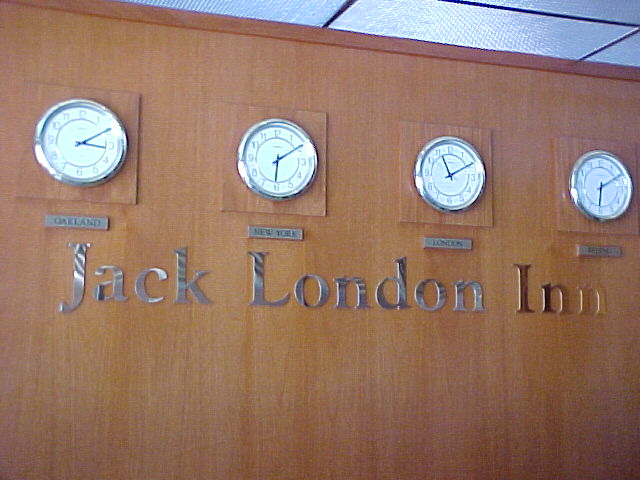 OAKLAND
NEW YORK
LONDON
BEIJING
Jack London Inn